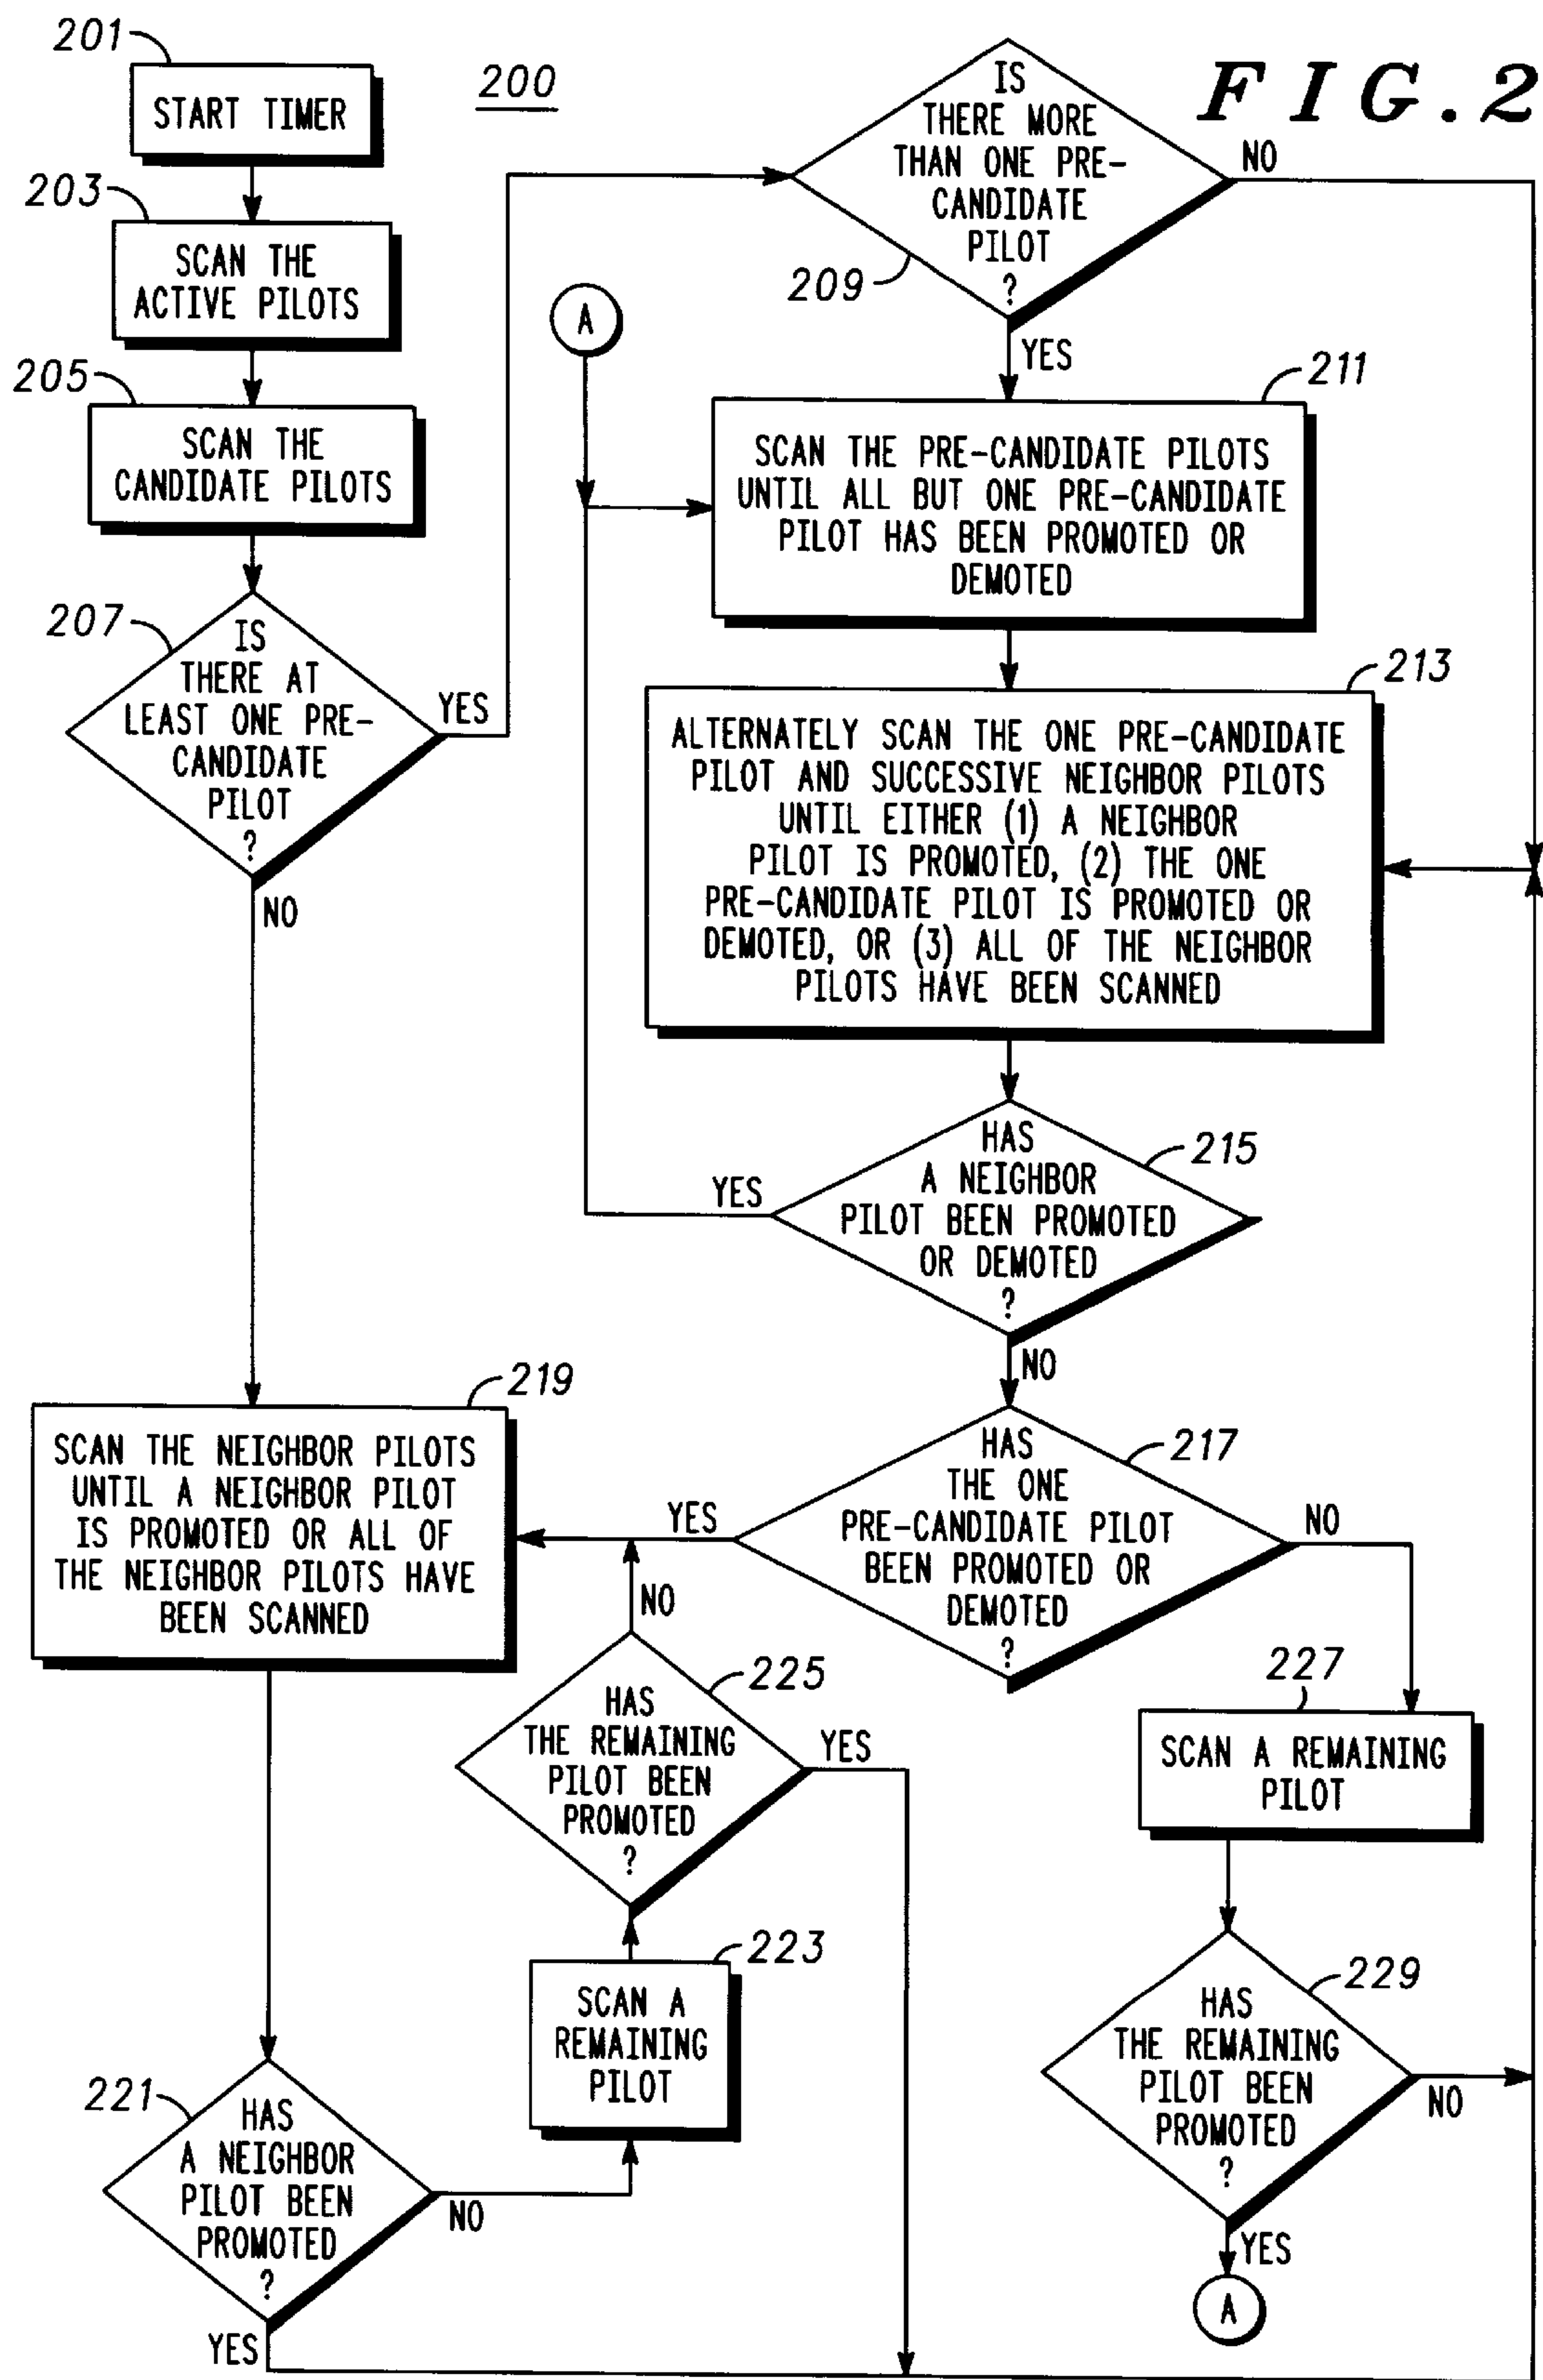 FIG.2
200
201
START TIMER
203
SCAN THE
ACTIVE PILOTS
205
SCAN THE
CANDIDATE PILOTS
207
IS
THERE AT
LEAST ONE PRE-
CANDIDATE
PILOT
?
YES
NO
IS
THERE MORE
THAN ONE PRE-
CANDIDATE
PILOT
?
209
NO
YES
A
211
SCAN THE PRE-CANDIDATE PILOTS
UNTIL ALL BUT ONE PRE-CANDIDATE
PILOT HAS BEEN PROMOTED OR
DEMOTED
213
ALTERNATELY SCAN THE ONE PRE-CANDIDATE
PILOT AND SUCCESSIVE NEIGHBOR PILOTS
UNTIL EITHER (1) A NEIGHBOR
PILOT IS PROMOTED, (2) THE ONE
PRE-CANDIDATE PILOT IS PROMOTED OR
DEMOTED, OR (3) ALL OF THE NEIGHBOR
PILOTS HAVE BEEN SCANNED
215
HAS
A NEIGHBOR
PILOT BEEN PROMOTED
OR DEMOTED
?
YES
NO
217
HAS
THE ONE
PRE-CANDIDATE PILOT
BEEN PROMOTED OR
DEMOTED
?
YES
NO
219
SCAN THE NEIGHBOR PILOTS
UNTIL A NEIGHBOR PILOT
IS PROMOTED OR ALL OF
THE NEIGHBOR PILOTS HAVE
BEEN SCANNED
221
HAS
A NEIGHBOR
PILOT BEEN
PROMOTED
?
NO
YES
223
SCAN A
REMAINING
PILOT
225
HAS
THE REMAINING
PILOT BEEN
PROMOTED
?
NO
YES
227
SCAN A REMAINING
PILOT
229
HAS
THE REMAINING
PILOT BEEN
PROMOTED
?
NO
YES
A